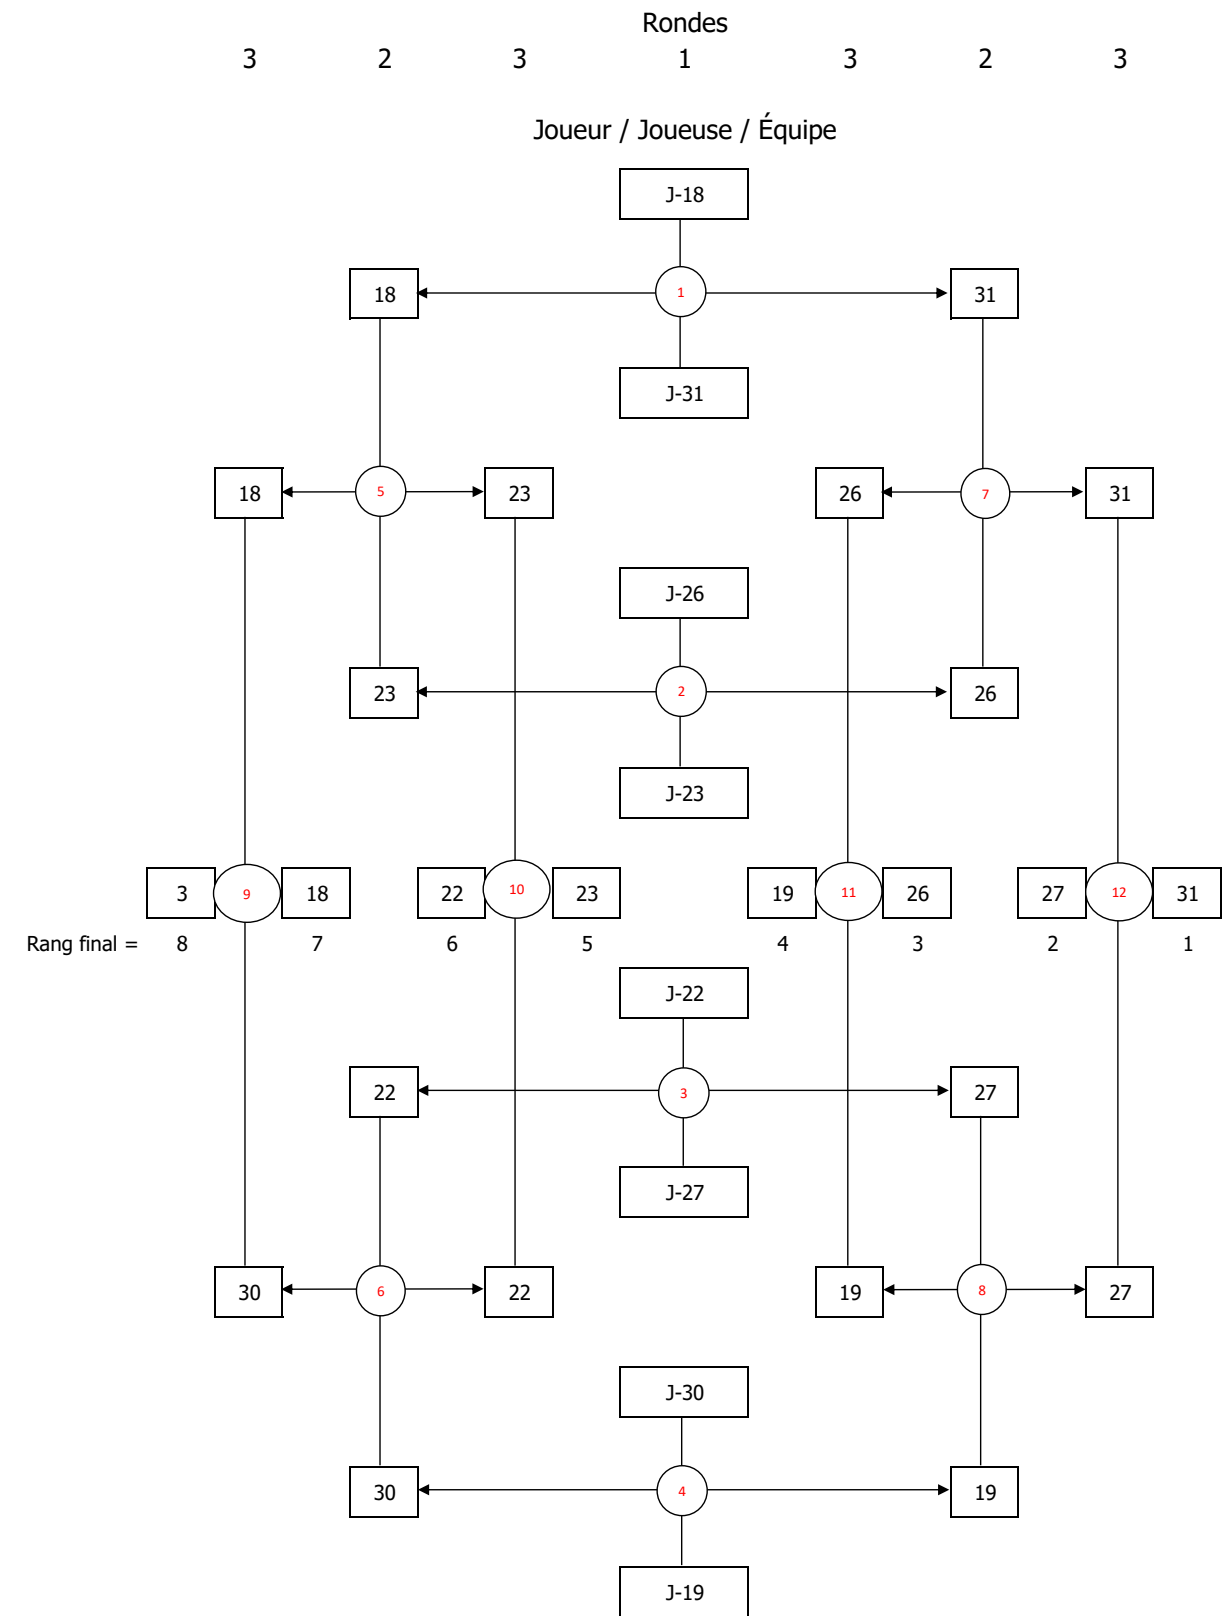 Rondes
3 2 3 1 3 2 3
Joueur / Joueuse / Équipe
J-18
18 1 31
J-31
18 5 23 26 7 31
J-26
23 2 26
J-23
3 9 18 22 10 23 19 11 26 27 12 31
Rang final = 8 7 6 5 4 3 2 1
J-22
22 3 27
J-27
30 6 22 19 8 27
J-30
30 4 19
J-19